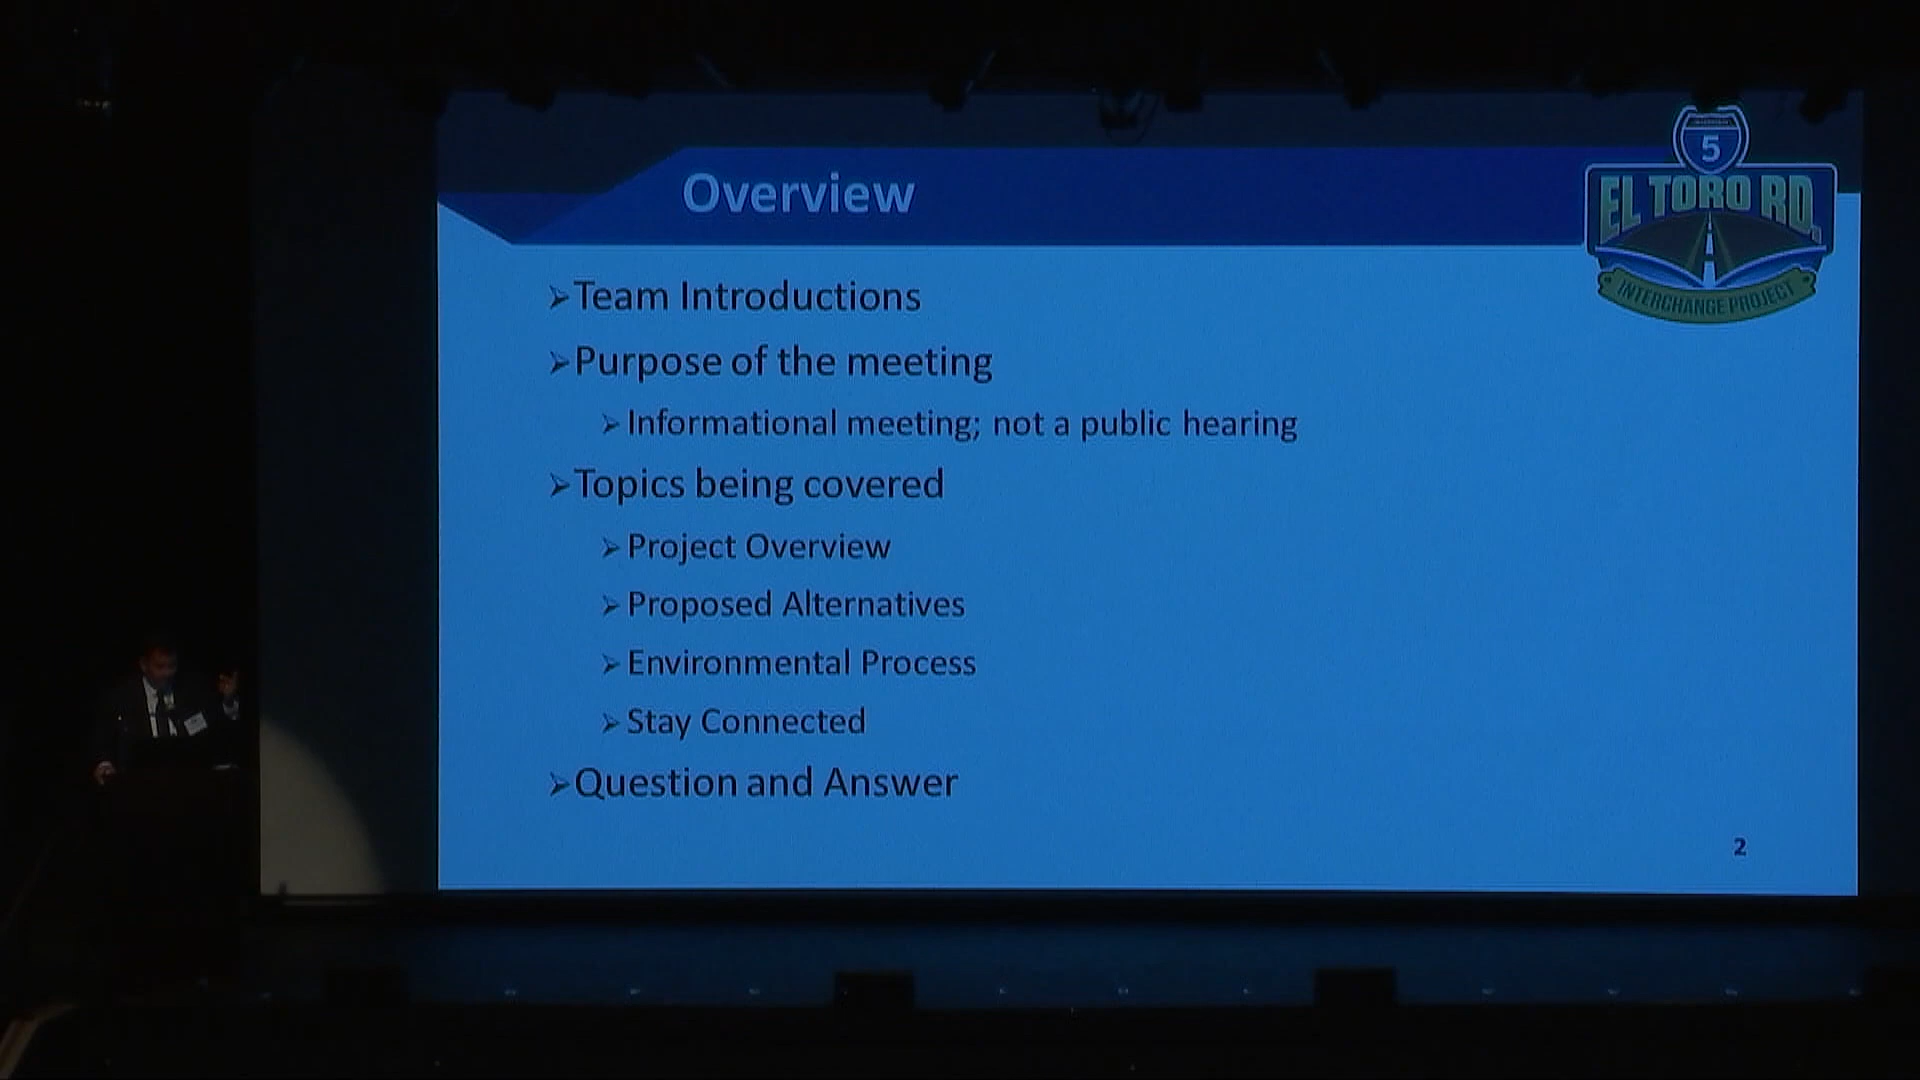 Overview
5
EL TORO RD.
INTERCHANGE PROJECT
➢Team Introductions
➢Purpose of the meeting
➢Informational meeting; not a public hearing
➢Topics being covered
➢Project Overview
➢Proposed Alternatives
➢Environmental Process
➢Stay Connected
➢Question and Answer
2